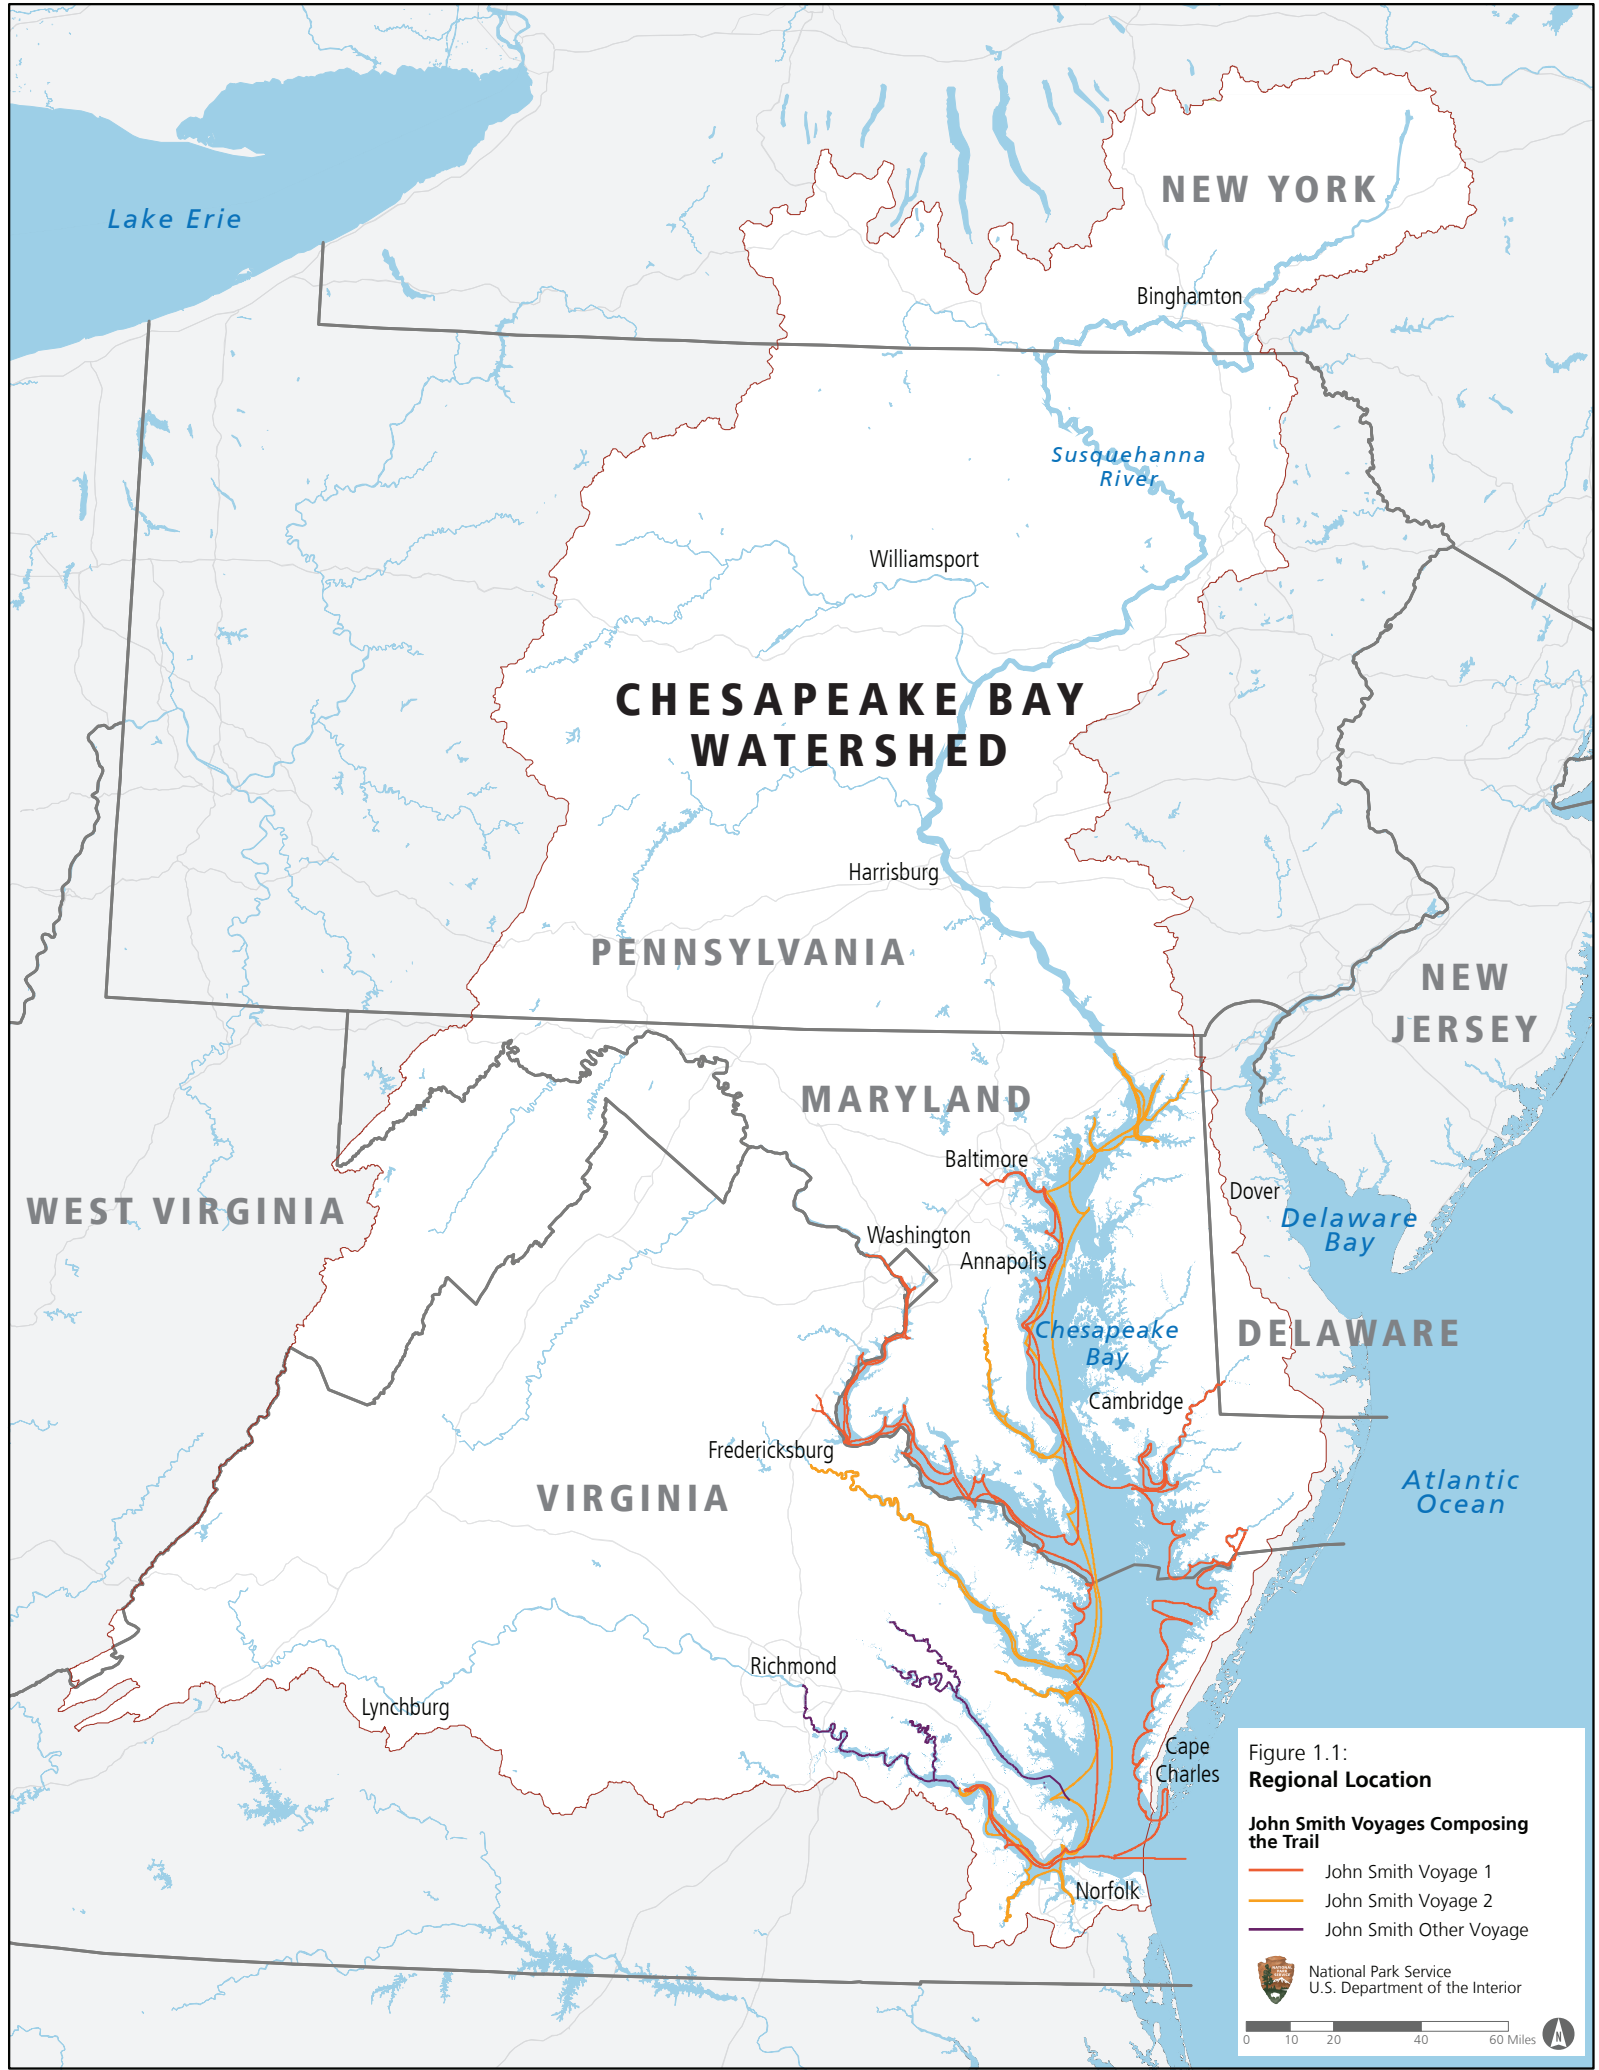 NEW YORK
Lake Erie
Binghamton
Susquehanna
River
Williamsport
CHESAPEAKE BAY
WATERSHED
Harrisburg
PENNSYLVANIA
NEW
JERSEY
MARYLAND
Baltimore
WEST VIRGINIA
Dover
Delaware
Bay
Washington
Annapolis
Chesapeake
Bay
DELAWARE
Cambridge
Fredericksburg
VIRGINIA
Atlantic
Ocean
Richmond
Lynchburg
Cape
Charles
Norfolk
Figure 1.1:
Regional Location
John Smith Voyages Composing
the Trail
John Smith Voyage 1
John Smith Voyage 2
John Smith Other Voyage
NATIONAL
PARK
SERVICE
National Park Service
U.S. Department of the Interior
0 10 20 40 60 Miles
N